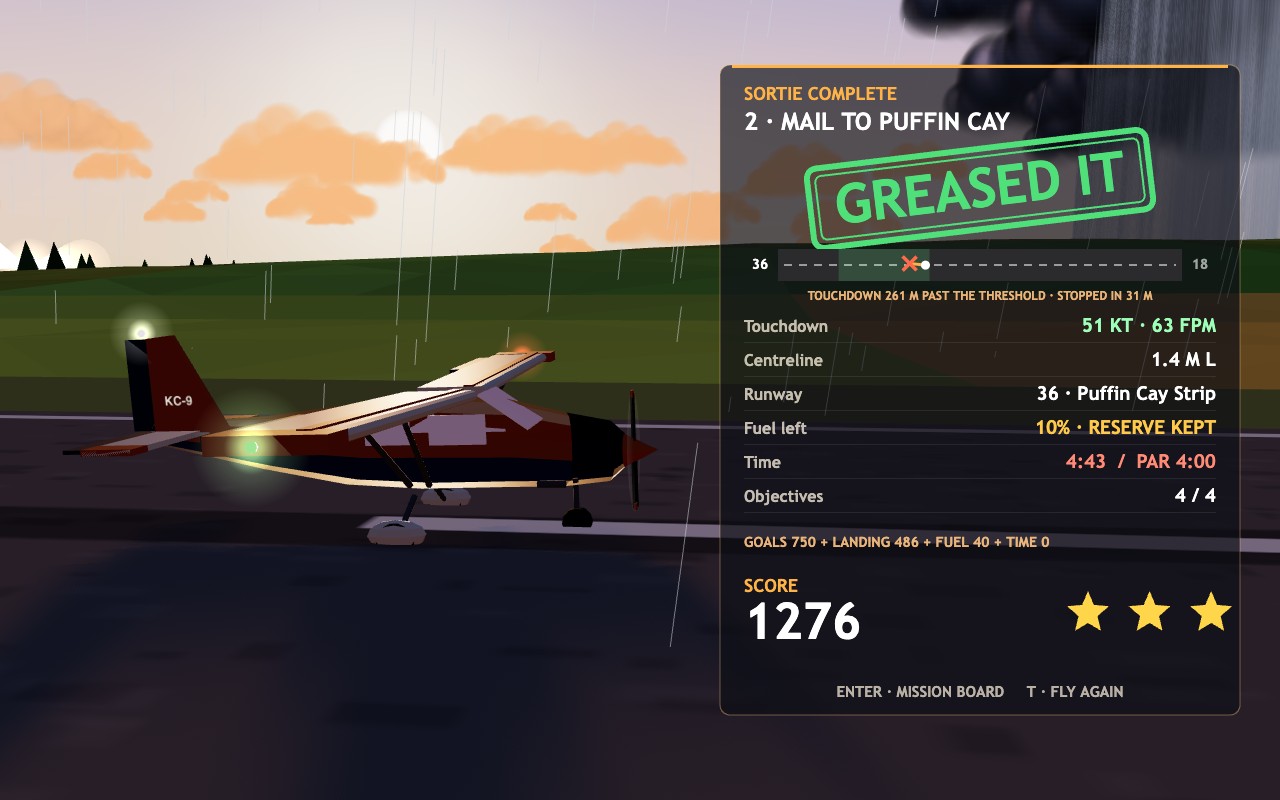 SORTIE COMPLETE
2 · MAIL TO PUFFIN CAY
GREASED IT
36 18
TOUCHDOWN 261 M PAST THE THRESHOLD · STOPPED IN 31 M
Touchdown 51 KT · 63 FPM
Centreline 1.4 M L
Runway 36 · Puffin Cay Strip
Fuel left 10% · RESERVE KEPT
Time 4:43 / PAR 4:00
Objectives 4 / 4
GOALS 750 + LANDING 486 + FUEL 40 + TIME 0
SCORE
1276
ENTER · MISSION BOARD T · FLY AGAIN
KC-9